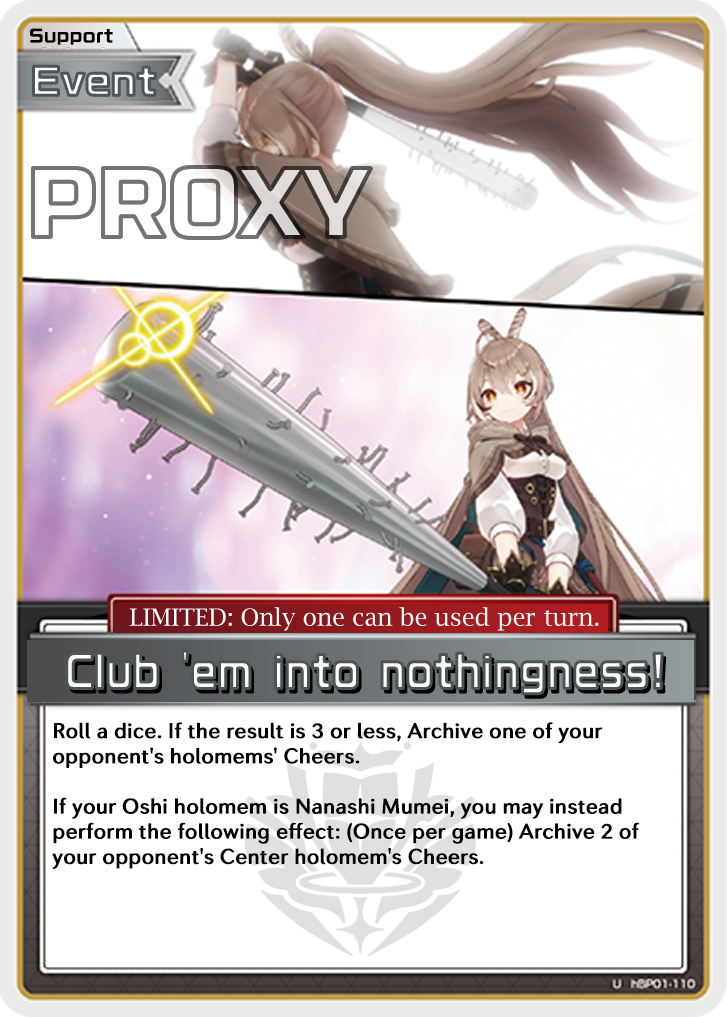 Support
Event
PROXY
LIMITED: Only one can be used per turn.
Club 'em into nothingness!
Roll a dice. If the result is 3 or less, Archive one of your
opponent's holomems' Cheers.
If your Oshi holomem is Nanashi Mumei, you may instead
perform the following effect: (Once per game) Archive 2 of
your opponent's Center holomem's Cheers.
U hBP01-110